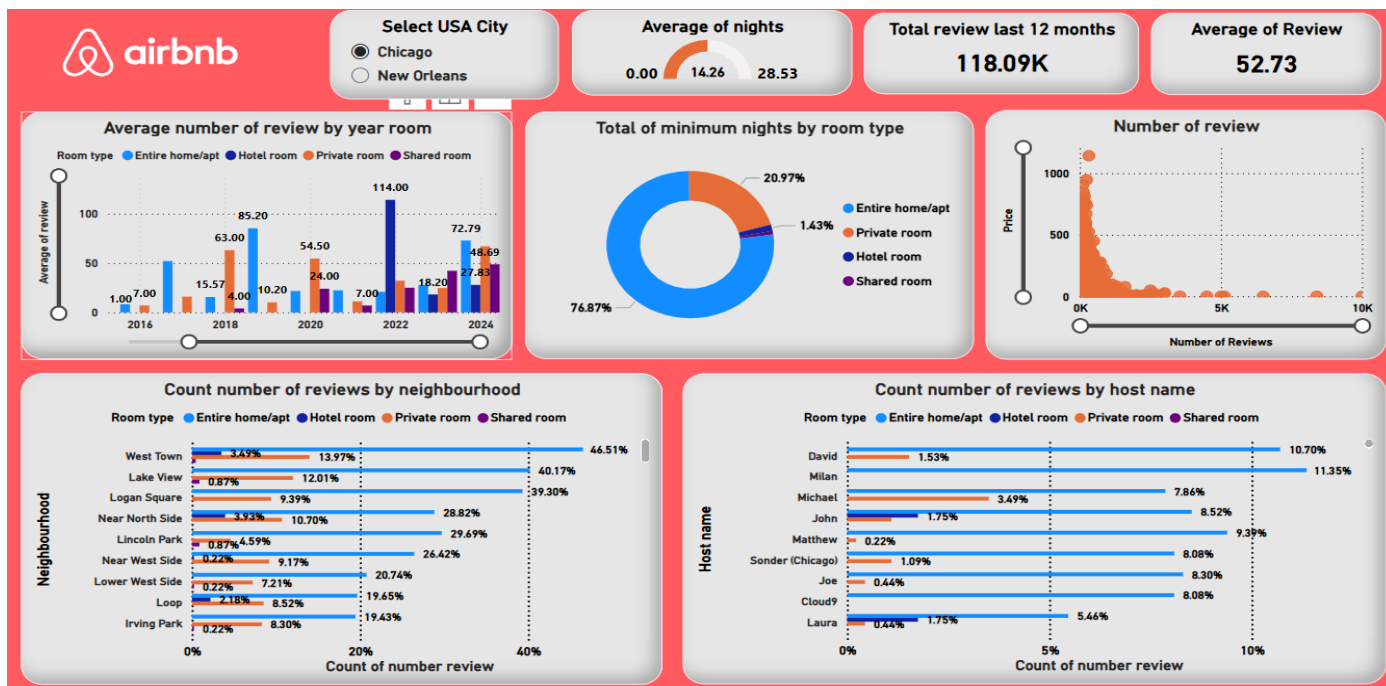 airbnb
Select USA City
Chicago
New Orleans
Average of nights
0.00 14.26 28.53
Total review last 12 months
118.09K
Average of Review
52.73
Average number of review by year room
Room type Entire home/apt Hotel room Private room Shared room
Average of review
100
50
0
1.00 7.00 15.57 63.00 4.00 85.20 10.20 54.50 24.00 7.00 114.00 18.20 72.79 27.83 48.69
2016 2018 2020 2022 2024
Total of minimum nights by room type
20.97%
1.43%
76.87%
Entire home/apt
Private room
Hotel room
Shared room
Number of review
Price
1000
500
0
0K 5K 10K
Number of Reviews
Count number of reviews by neighbourhood
Room type Entire home/apt Hotel room Private room Shared room
Neighbourhood
West Town 46.51% 3.49% 13.97%
Lake View 40.17% 12.01% 0.87%
Logan Square 39.30% 9.39%
Near North Side 28.82% 3.93% 10.70%
Lincoln Park 29.69% 4.59% 0.87%
Near West Side 26.42% 0.22% 9.17%
Lower West Side 20.74% 7.21% 0.22%
Loop 19.65% 2.18% 8.52%
Irving Park 19.43% 8.30% 0.22%
0% 20% 40%
Count of number review
Count number of reviews by host name
Room type Entire home/apt Hotel room Private room Shared room
Host name
David 10.70% 1.53%
Milan 11.35%
Michael 7.86% 3.49%
John 8.52% 1.75%
Matthew 9.39% 0.22%
Sonder (Chicago) 8.08% 1.09%
Joe 8.30% 0.44%
Cloud9 8.08%
Laura 5.46% 1.75% 0.44%
0% 5% 10%
Count of number review